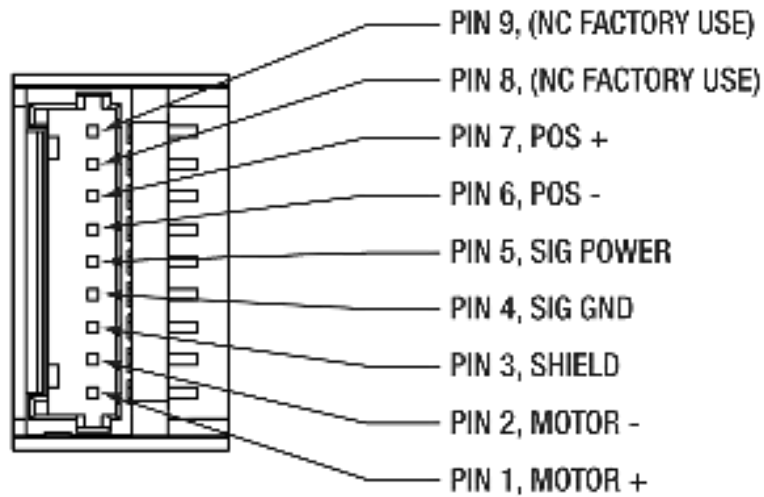 PIN 9, (NC FACTORY USE)
PIN 8, (NC FACTORY USE)
PIN 7, POS +
PIN 6, POS -
PIN 5, SIG POWER
PIN 4, SIG GND
PIN 3, SHIELD
PIN 2, MOTOR -
PIN 1, MOTOR +